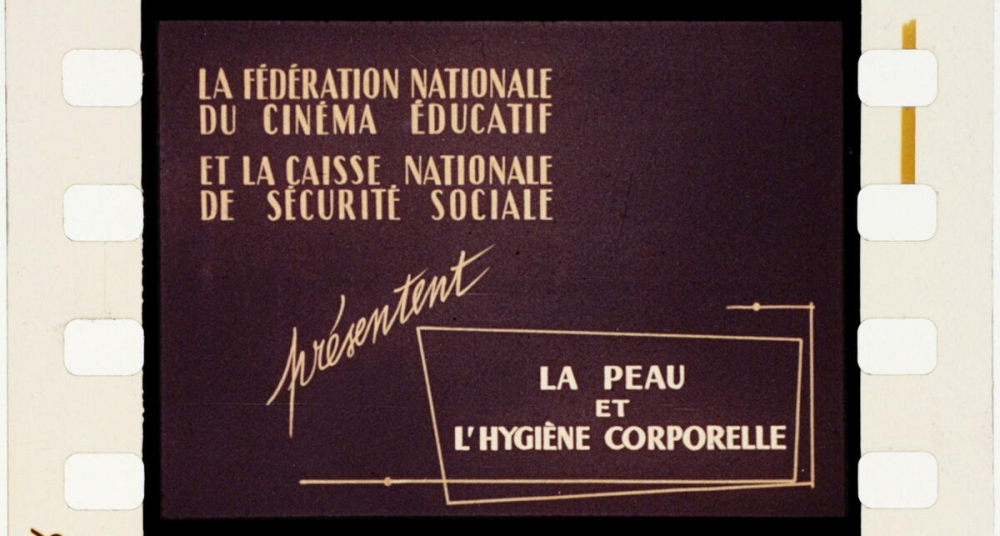 LA FÉDÉRATION NATIONALE
DU CINÉMA ÉDUCATIF
ET LA CAISSE NATIONALE
DE SÉCURITÉ SOCIALE
présentent
LA PEAU
ET
L'HYGIÈNE CORPORELLE